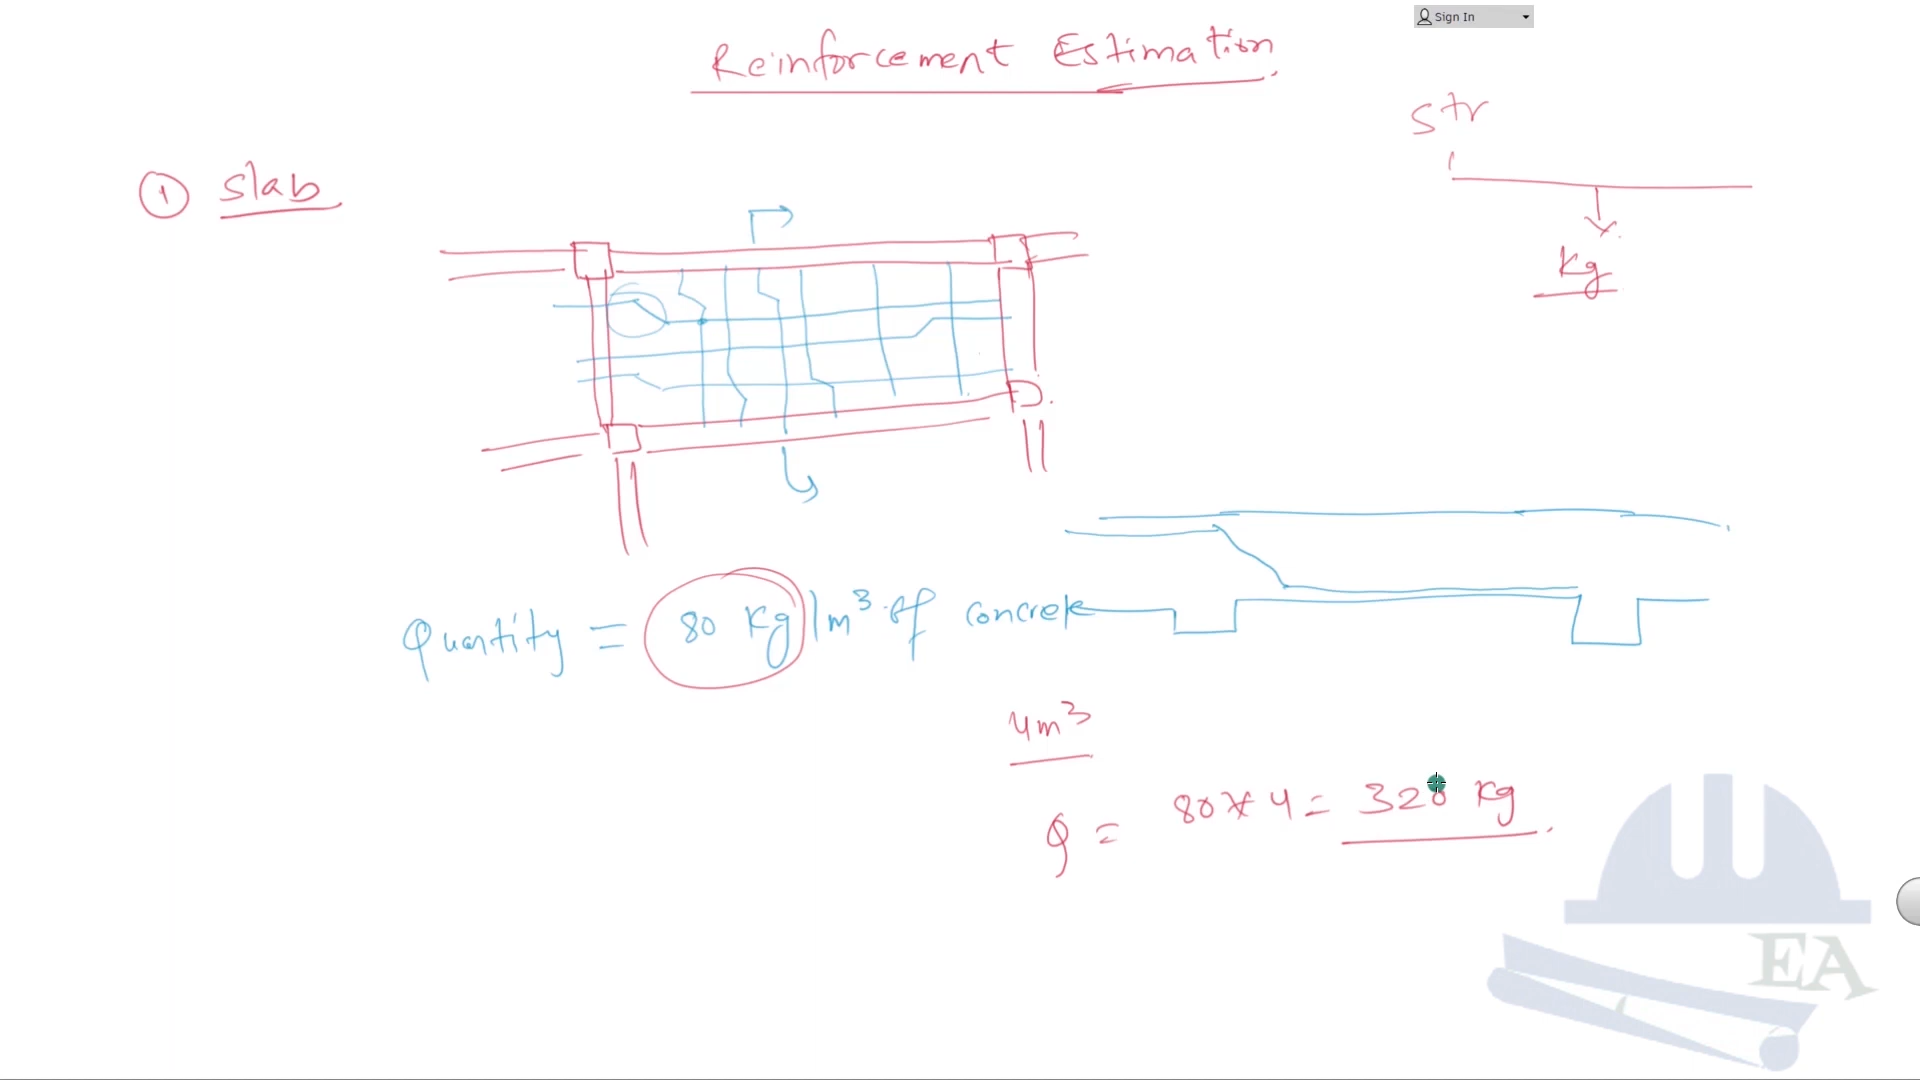 Sign In
Reinforcement Estimation
str
① slab
Kg
Quantity = 80 Kg/m³ of concrete
4m³
Q = 80*4 = 320 Kg
EA